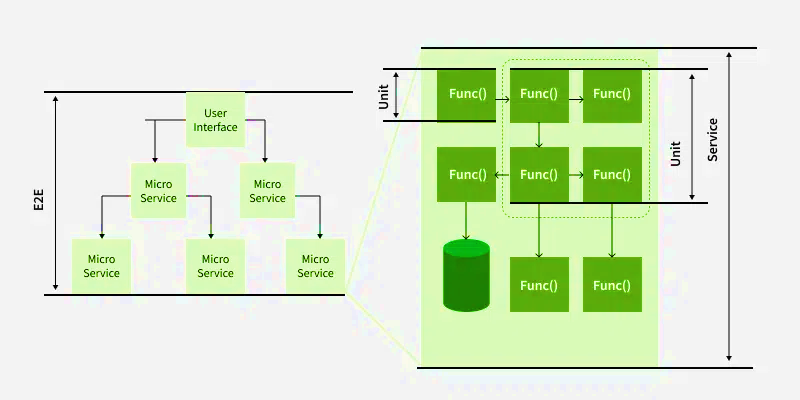 E2E
User
Interface
Micro
Service
Micro
Service
Micro
Service
Micro
Service
Micro
Service
Unit
Func()
Func()
Func()
Func()
Func()
Func()
Func()
Func()
Unit
Service